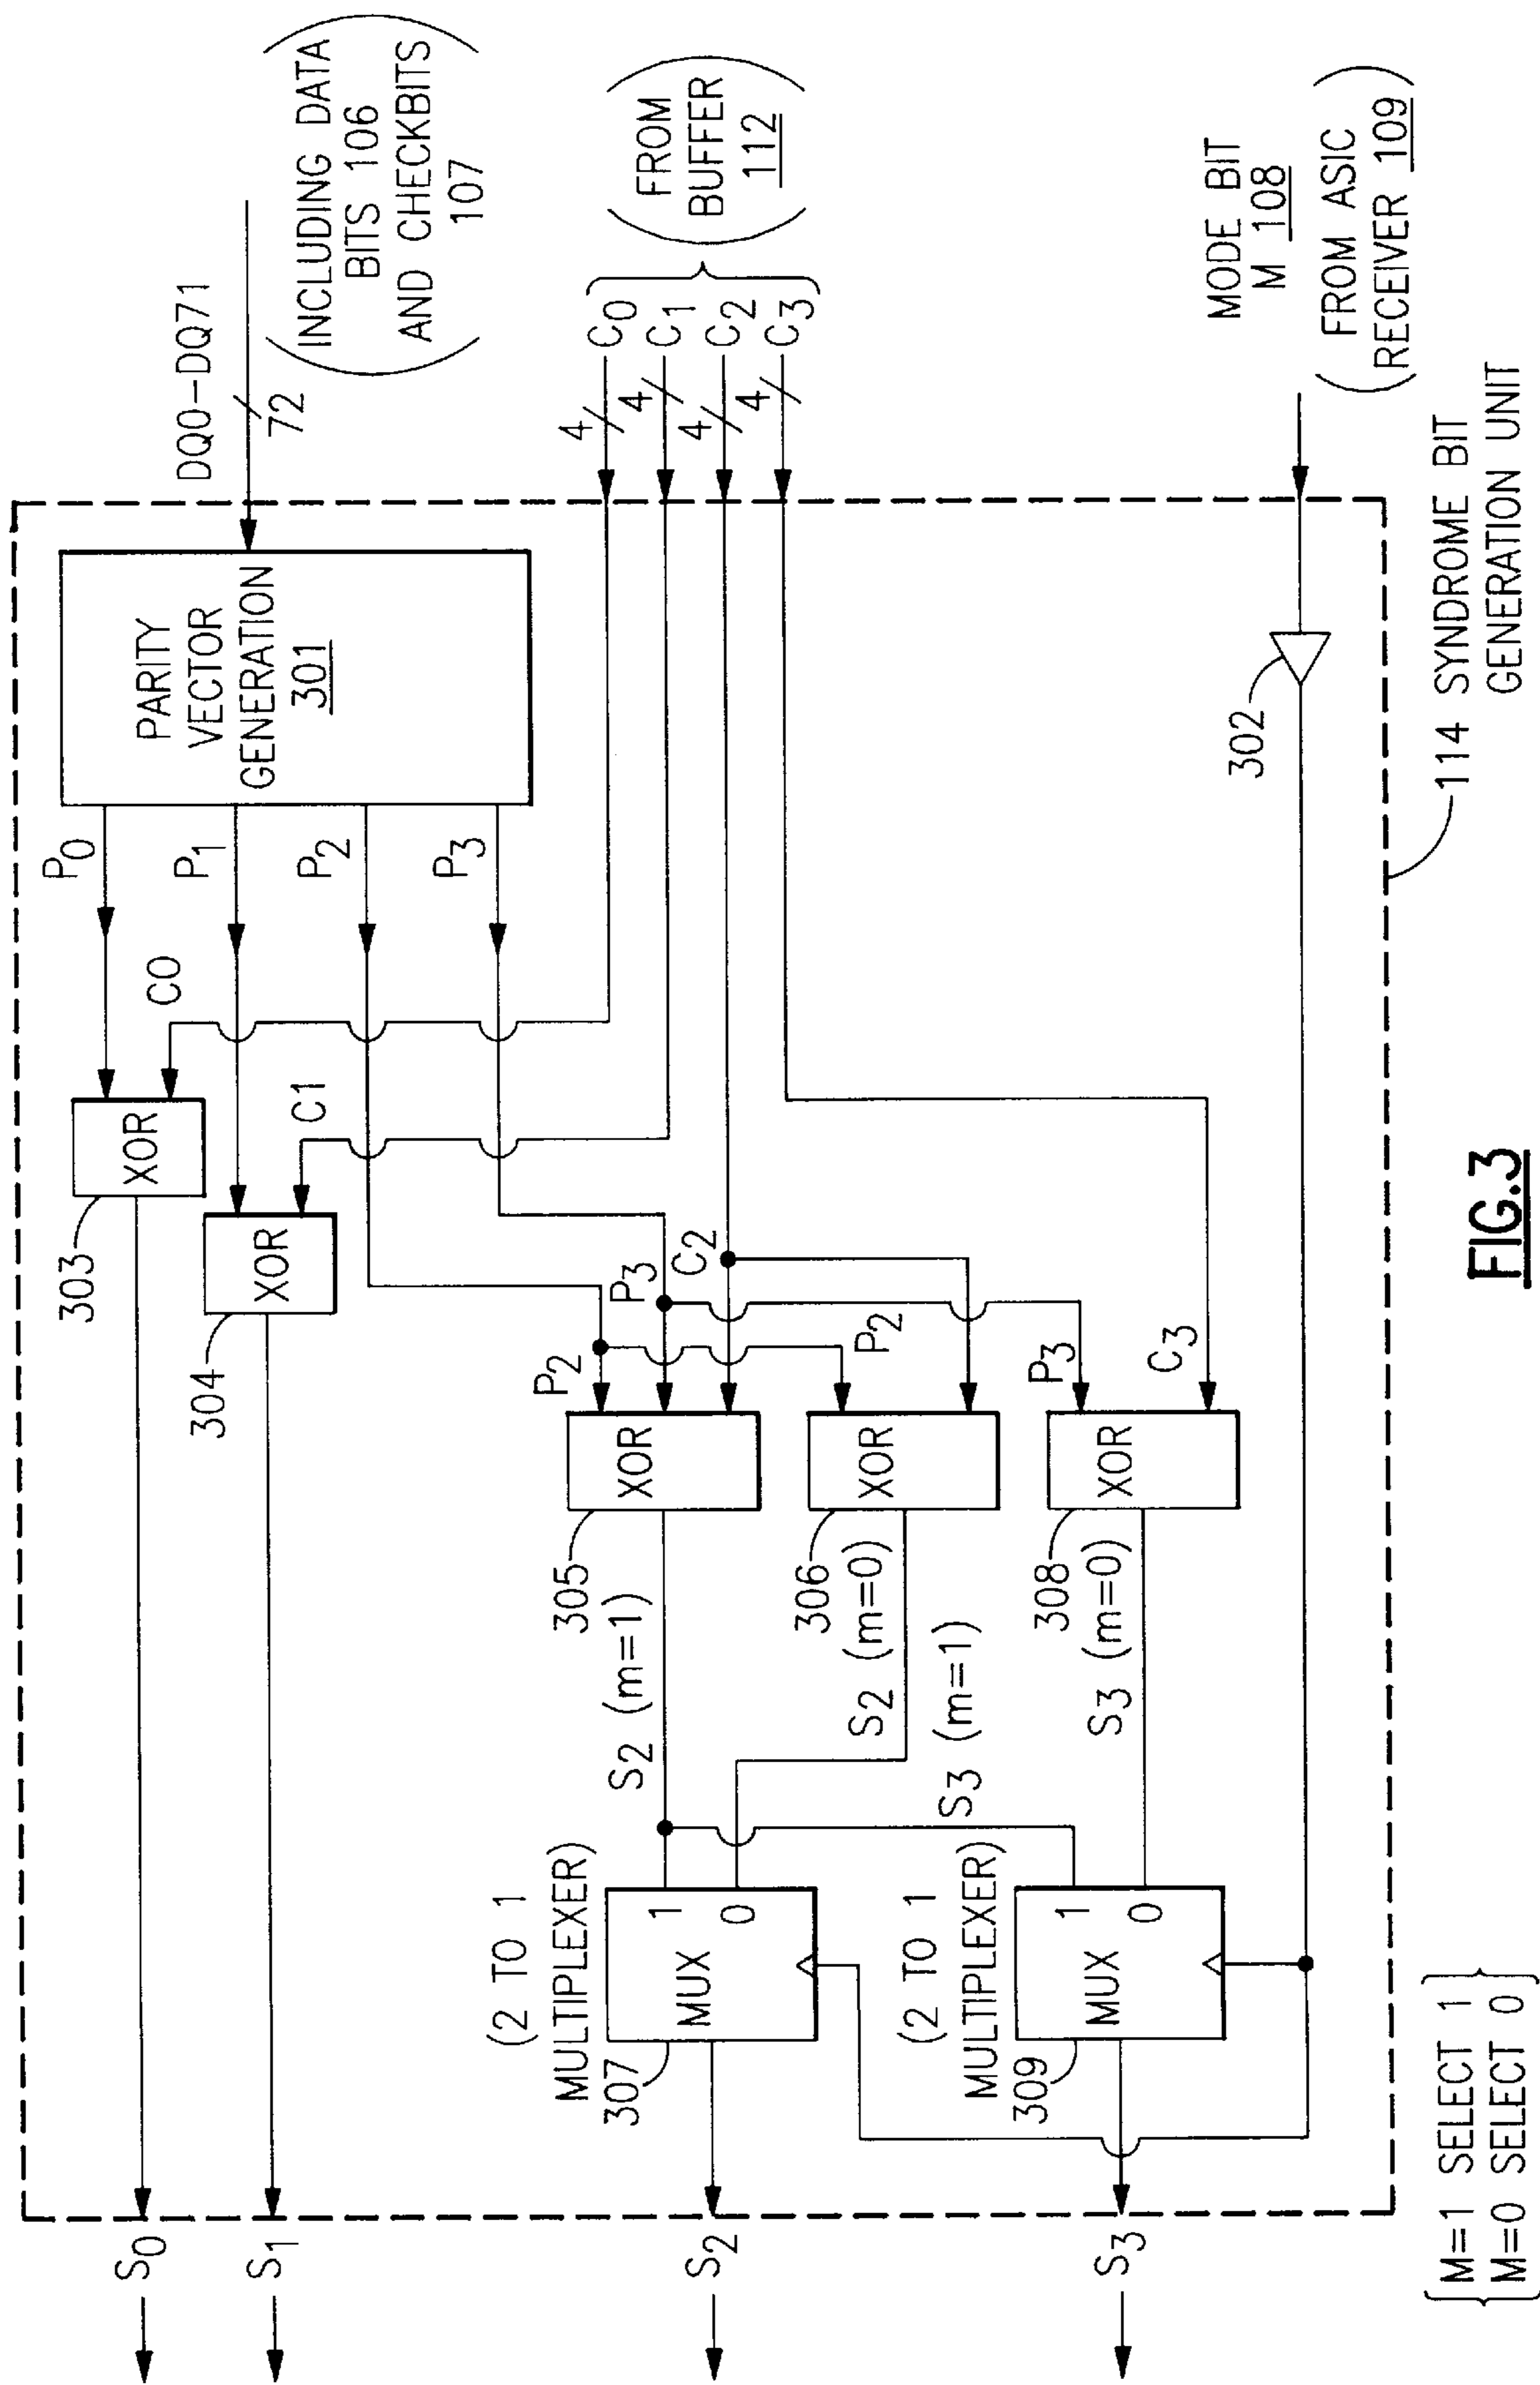 DQ0-DQ71
72
(INCLUDING DATA
BITS 106
AND CHECKBITS
107)
(FROM
BUFFER
112)
C0
C1
C2
C3
4
4
4
4
MODE BIT
M 108
(FROM ASIC
RECEIVER 109)
PARITY
VECTOR
GENERATION
301
P0
P1
P2
P3
C0
C1
XOR
303
XOR
304
P2
P3
C2
P2
P3
C3
XOR
305
XOR
306
XOR
308
302
S2 (m=1)
S2 (m=0)
S3 (m=1)
S3 (m=0)
(2 TO 1
MULTIPLEXER)
307
MUX
1
0
(2 TO 1
MULTIPLEXER)
309
MUX
1
0
S0
S1
S2
S3
114 SYNDROME BIT
GENERATION UNIT
{M=1 SELECT 1}
{M=0 SELECT 0}
FIG.3